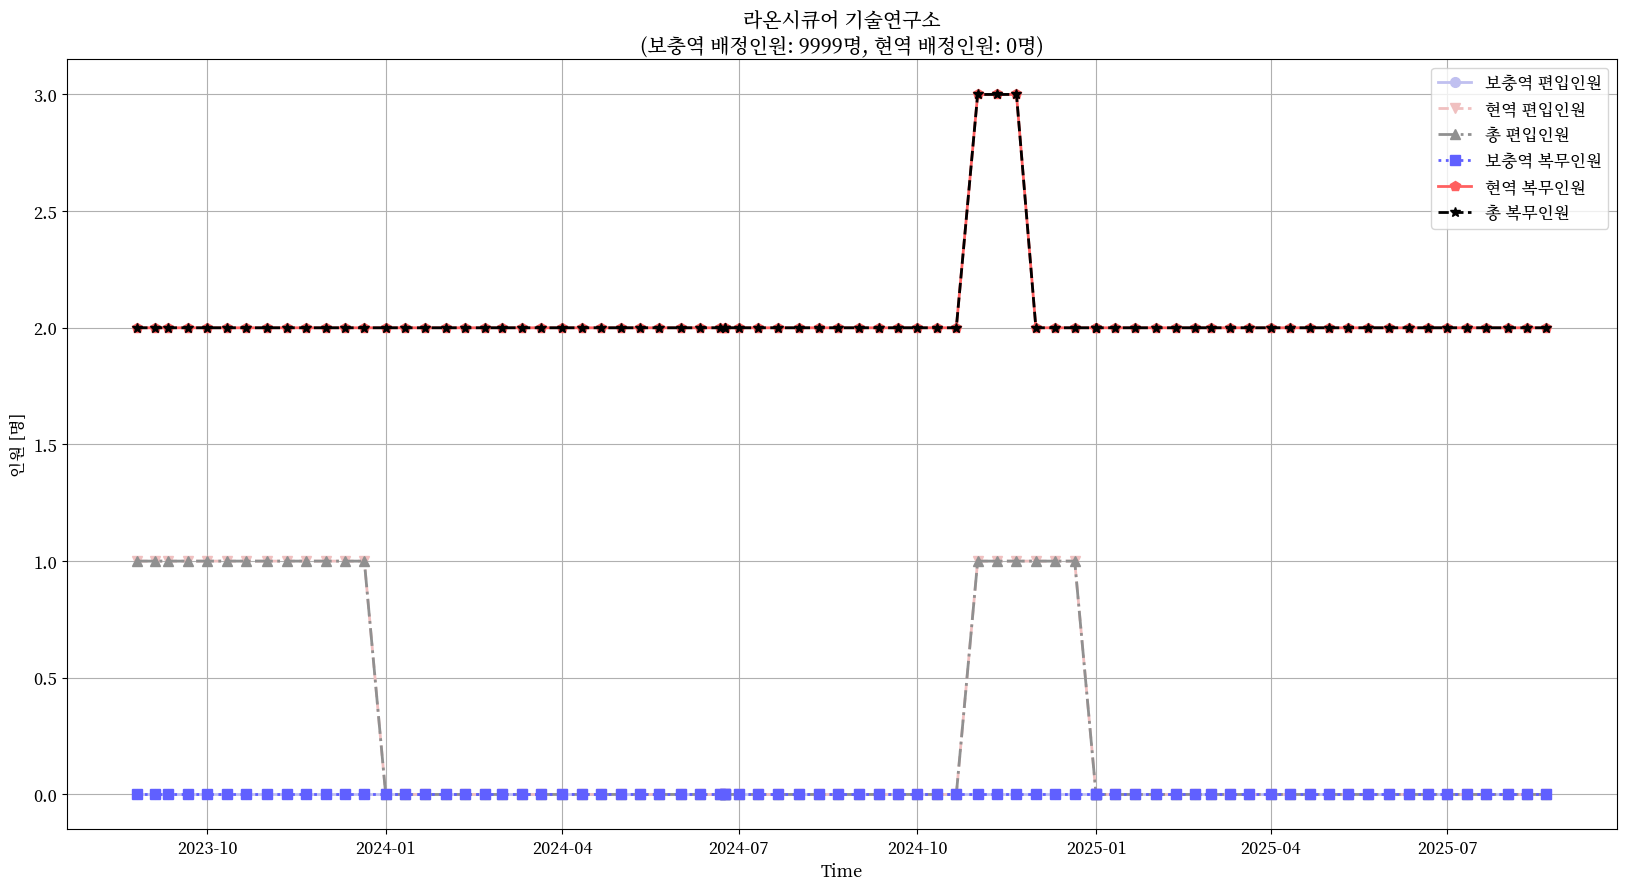 라온시큐어 기술연구소
(보충역 배정인원: 9999명, 현역 배정인원: 0명)
보충역 편입인원
현역 편입인원
총 편입인원
보충역 복무인원
현역 복무인원
총 복무인원
인원 [명]
3.0
2.5
2.0
1.5
1.0
0.5
0.0
2023-10 2024-01 2024-04 2024-07 2024-10 2025-01 2025-04 2025-07
Time